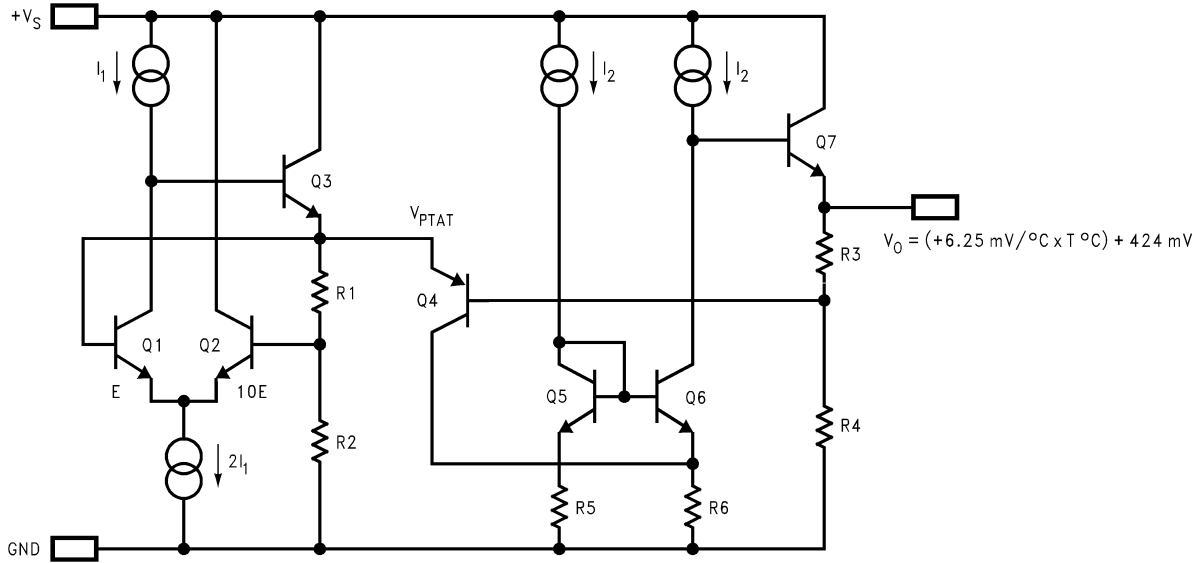 +VS
I1
I2
I2
Q7
Q3
VPTAT
VO = (+6.25 mV/°C x T °C) + 424 mV
R3
R1
Q4
Q1
Q2
E
10E
Q5
Q6
R4
R2
2I1
R5
R6
GND